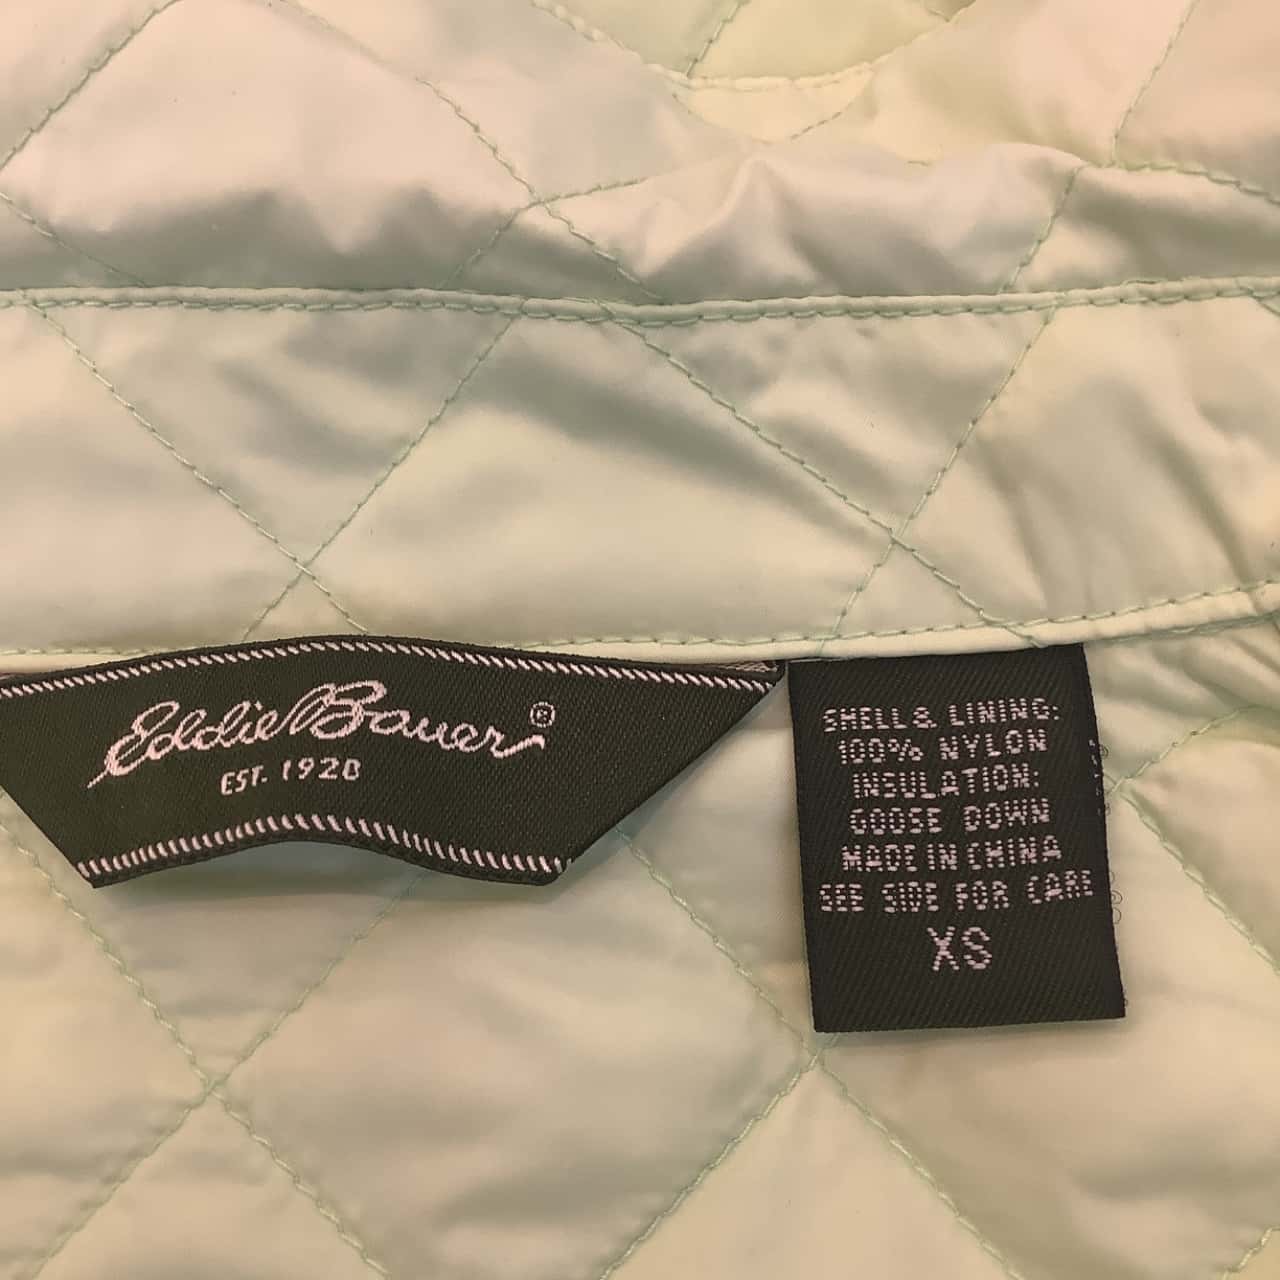 Eddie Bauer®
EST. 1920
SHELL & LINING:
100% NYLON
INSULATION:
GOOSE DOWN
MADE IN CHINA
SEE SIDE FOR CARE
XS